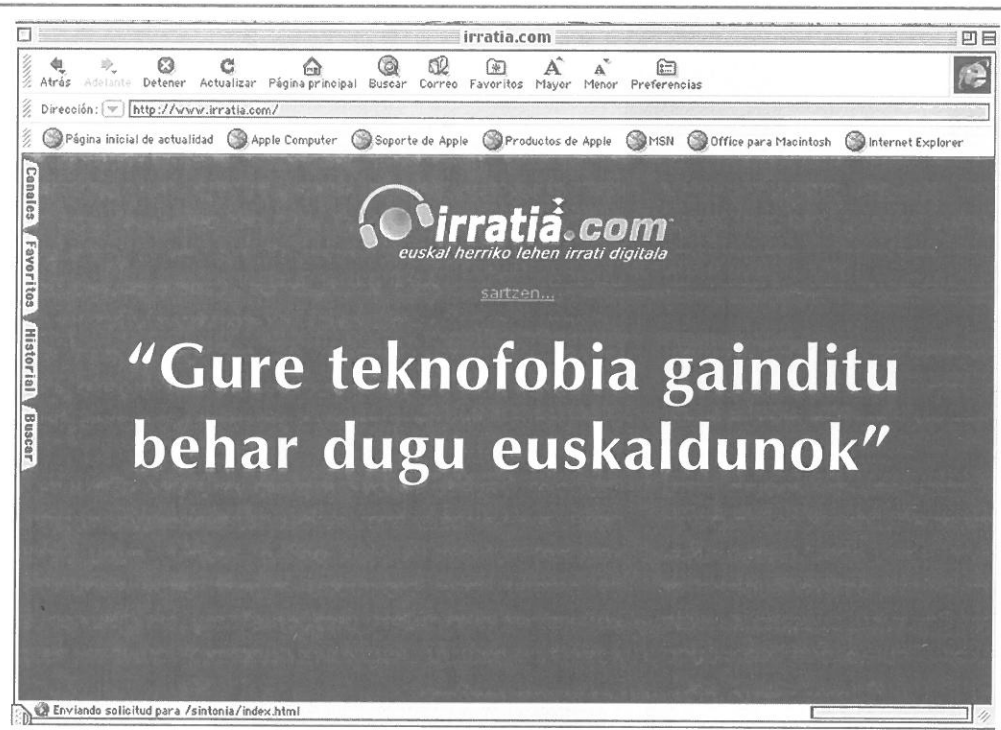 irratia.com
Atrás Adelante Detener Actualizar Página principal Buscar Correo Favoritos Mayor Menor Preferencias
Dirección: http://www.irratia.com/
Página inicial de actualidad Apple Computer Soporte de Apple Productos de Apple MSN Office para Macintosh Internet Explorer
Canales
Favoritos
Historial
Buscar
irratia.com
euskal herriko lehen irrati digitala
sartzen...
“Gure teknofobia gainditu
behar dugu euskaldunok”
Enviando solicitud para /sintonia/index.html